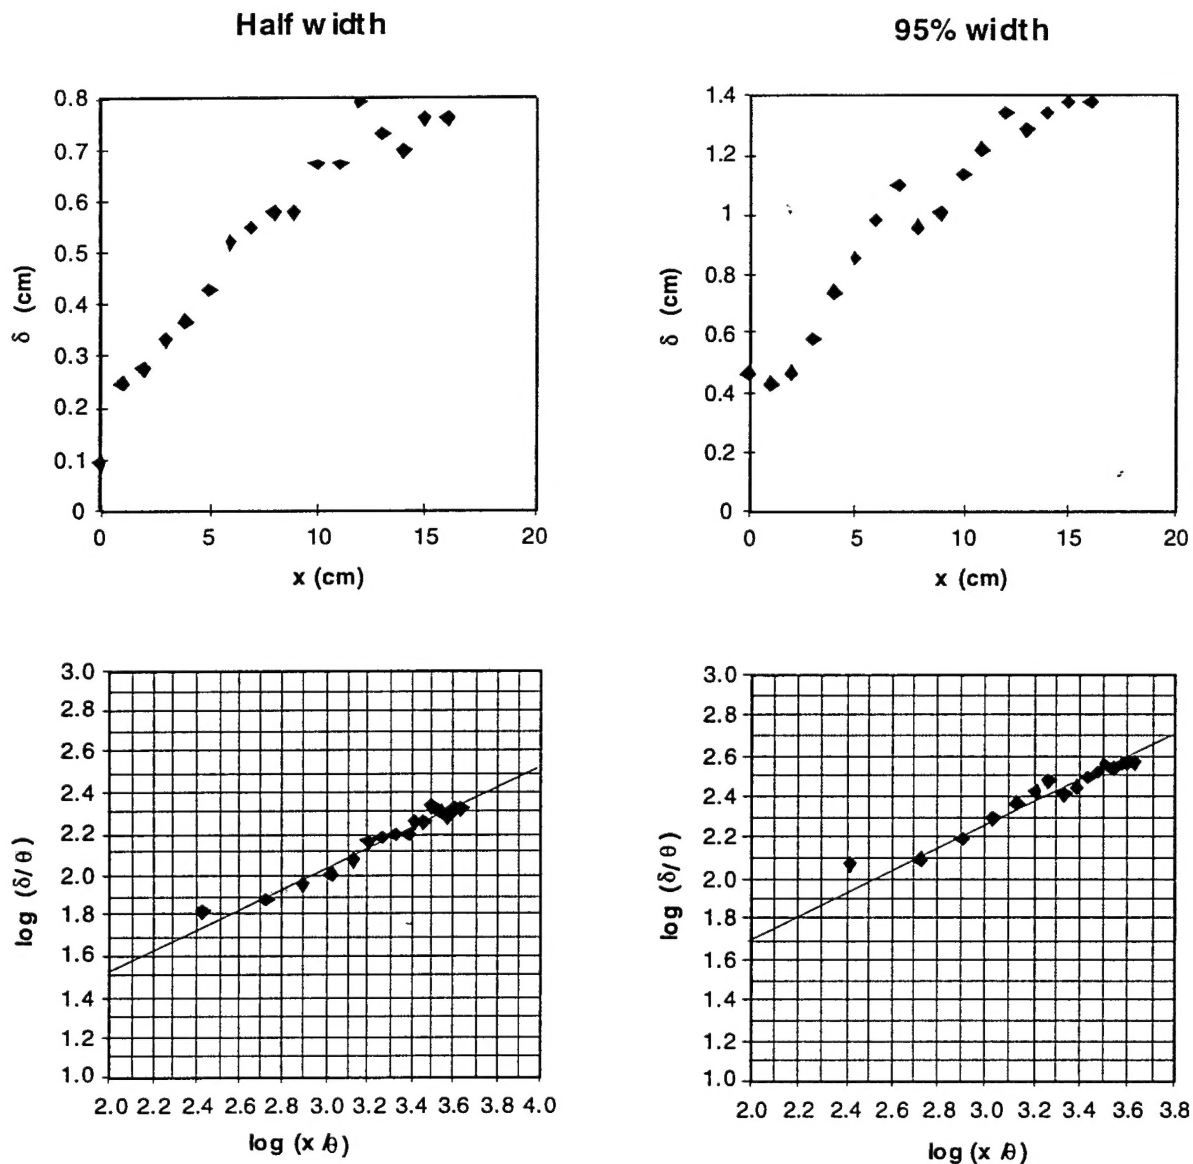 Half width
0.8
0.7
0.6
0.5
0.4
0.3
0.2
0.1
0
δ (cm)
0 5 10 15 20
x (cm)
95% width
1.4
1.2
1
0.8
0.6
0.4
0.2
0
δ (cm)
0 5 10 15 20
x (cm)
3.0
2.8
2.6
2.4
2.2
2.0
1.8
1.6
1.4
1.2
1.0
log (δ/θ)
2.0 2.2 2.4 2.6 2.8 3.0 3.2 3.4 3.6 3.8 4.0
log (x/θ)
3.0
2.8
2.6
2.4
2.2
2.0
1.8
1.6
1.4
1.2
1.0
log (δ/θ)
2.0 2.2 2.4 2.6 2.8 3.0 3.2 3.4 3.6 3.8
log (x/θ)